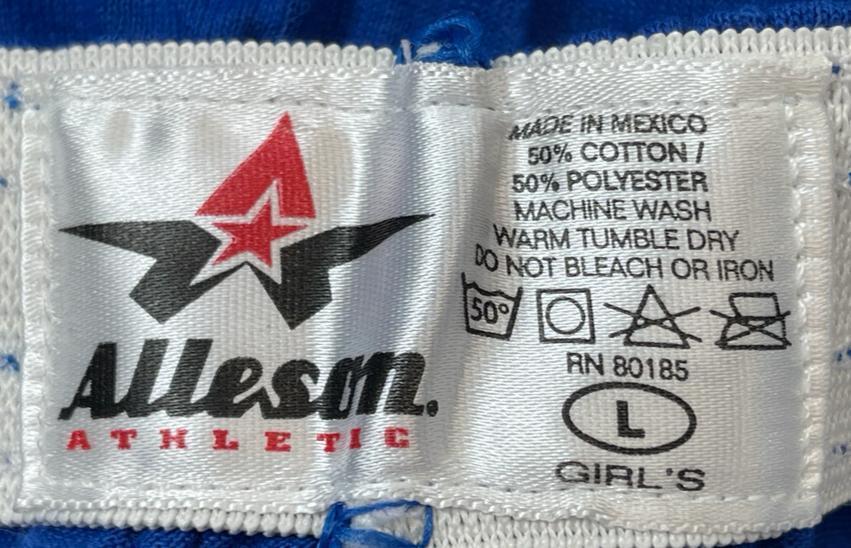 Alleson.
ATHLETIC
MADE IN MEXICO
50% COTTON /
50% POLYESTER
MACHINE WASH
WARM TUMBLE DRY
DO NOT BLEACH OR IRON
50°
RN 80185
L
GIRL'S